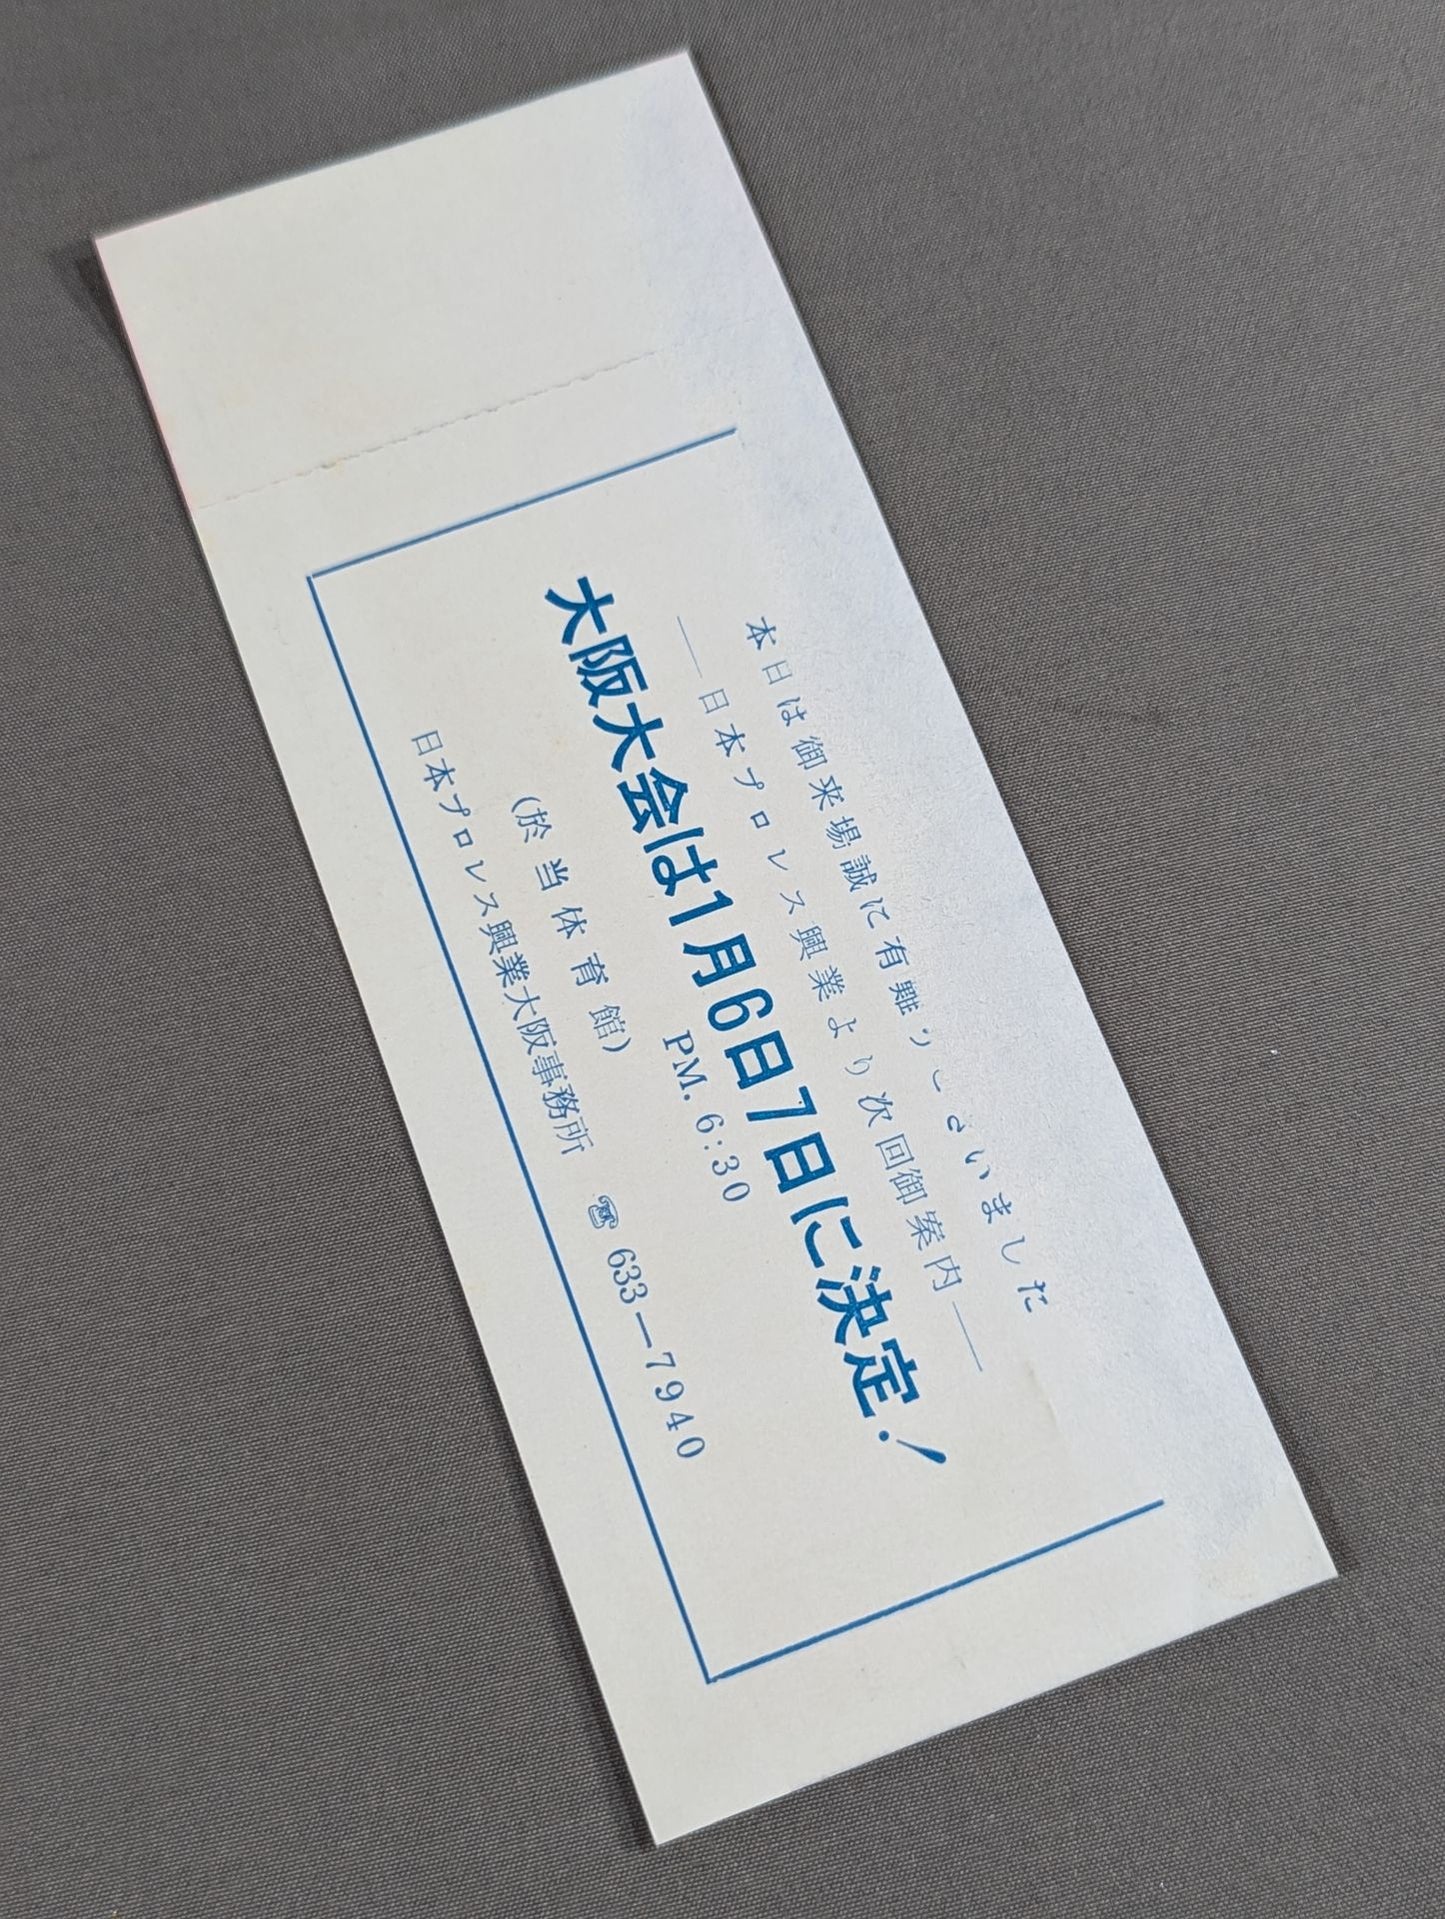 本日は御来場誠に有難うございました
――日本プロレス興業より次回御案内――
大阪大会は1月6日7日に決定!
PM. 6:30
(於当体育館)
日本プロレス興業大阪事務所 ☎ 633―7940